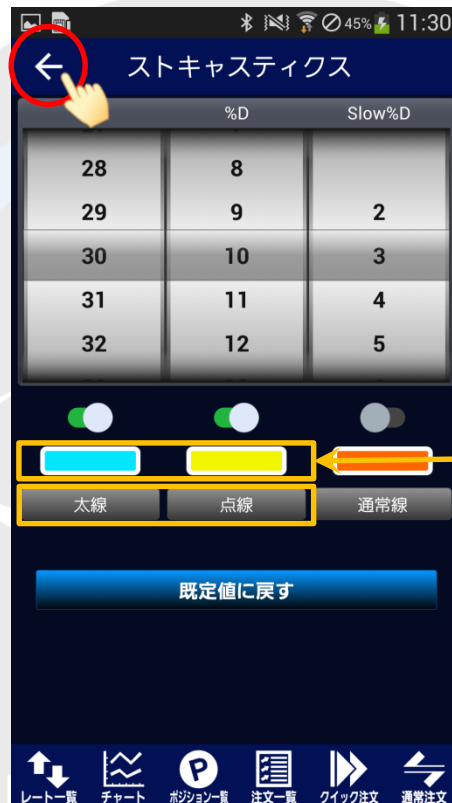 45% 11:30
ストキャスティクス
%D Slow%D
28 8
29 9 2
30 10 3
31 11 4
32 12 5
太線 点線 通常線
既定値に戻す
レート一覧 チャート ポジション一覧 注文一覧 クイック注文 通常注文